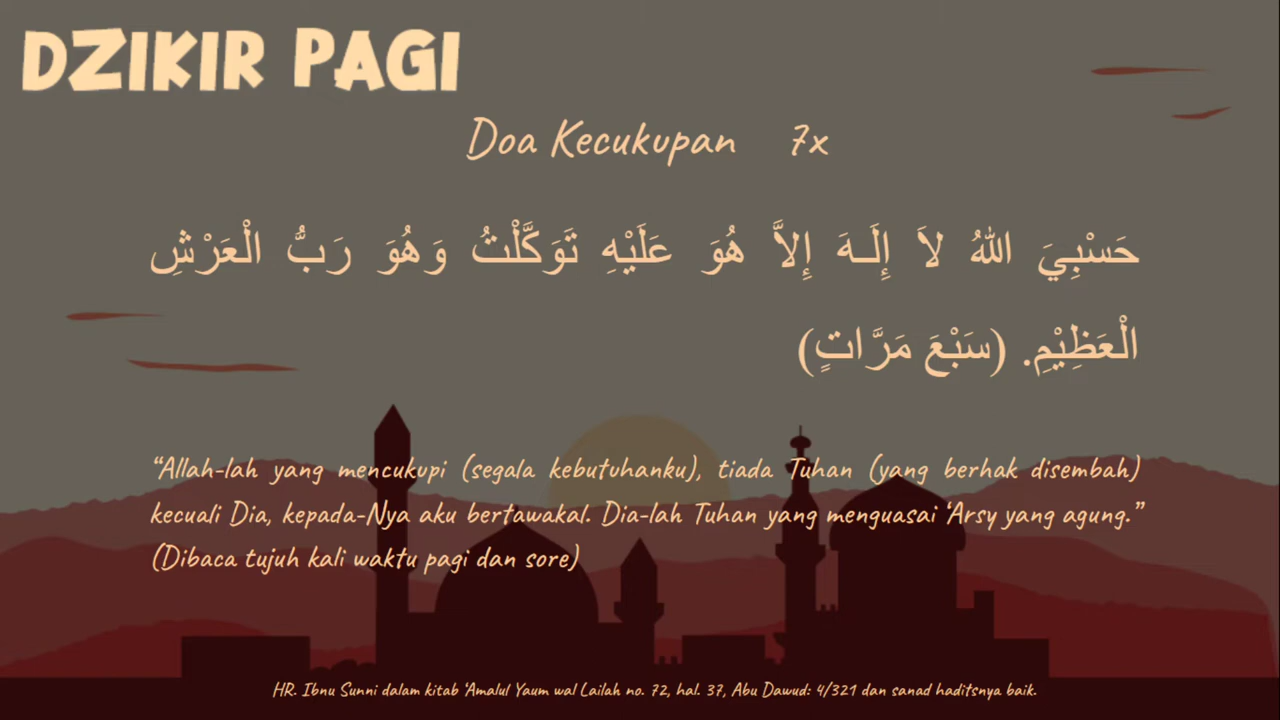 DZIKIR PAGI
Doa Kecukupan 7x
حَسْبِيَ اللهُ لاَ إِلَـهَ إِلاَّ هُوَ عَلَيْهِ تَوَكَّلْتُ وَهُوَ رَبُّ الْعَرْشِ
الْعَظِيْمِ. (سَبْعَ مَرَّاتٍ)
“Allah-lah yang mencukupi (segala kebutuhanku), tiada Tuhan (yang berhak disembah)
kecuali Dia, kepada-Nya aku bertawakal. Dia-lah Tuhan yang menguasai ‘Arsy yang agung.”
(Dibaca tujuh kali waktu pagi dan sore)
HR. Ibnu Sunni dalam kitab ‘Amalul Yaum wal Lailah no. 72, hal. 37, Abu Dawud: 4/321 dan sanad haditsnya baik.